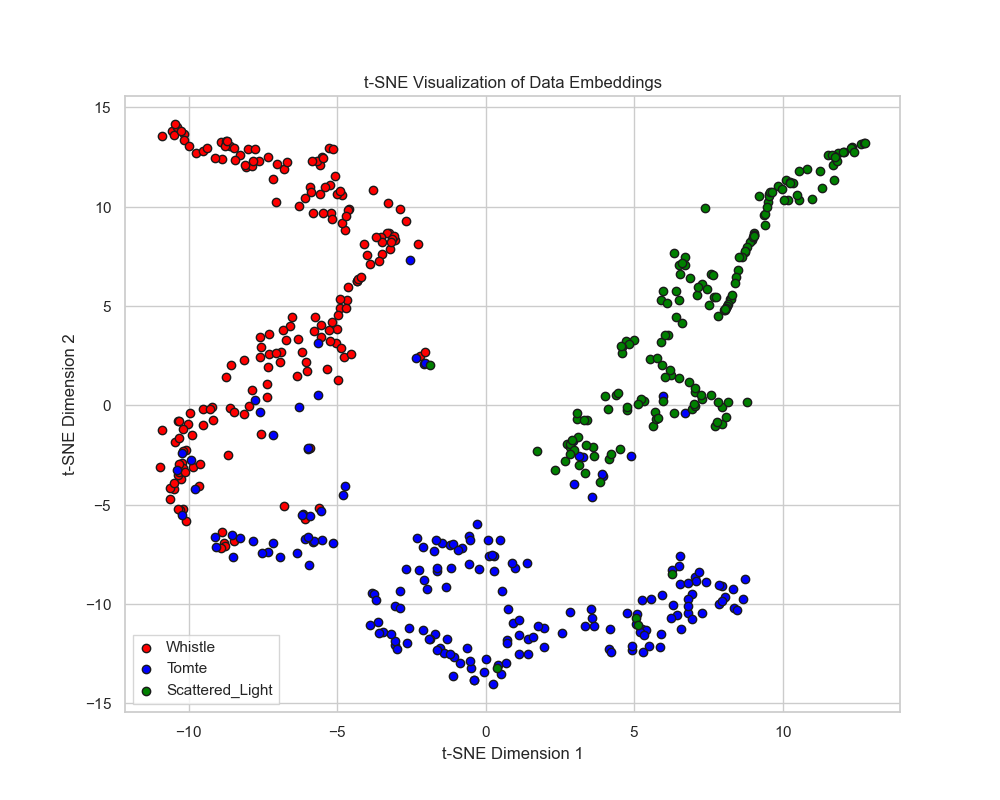 t-SNE Visualization of Data Embeddings
15
10
5
0
−5
−10
−15
t-SNE Dimension 2
Whistle
Tomte
Scattered_Light
−10
−5
0
5
10
t-SNE Dimension 1